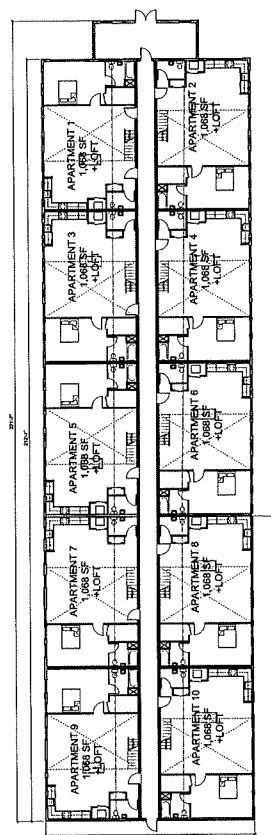 APARTMENT 1
1,068 SF
+LOFT
APARTMENT 2
1,068 SF
+LOFT
APARTMENT 3
1,068 SF
+LOFT
APARTMENT 4
1,068 SF
+LOFT
APARTMENT 5
1,068 SF
+LOFT
APARTMENT 6
1,068 SF
+LOFT
APARTMENT 7
1,068 SF
+LOFT
APARTMENT 8
1,068 SF
+LOFT
APARTMENT 9
1,068 SF
+LOFT
APARTMENT 10
1,068 SF
+LOFT